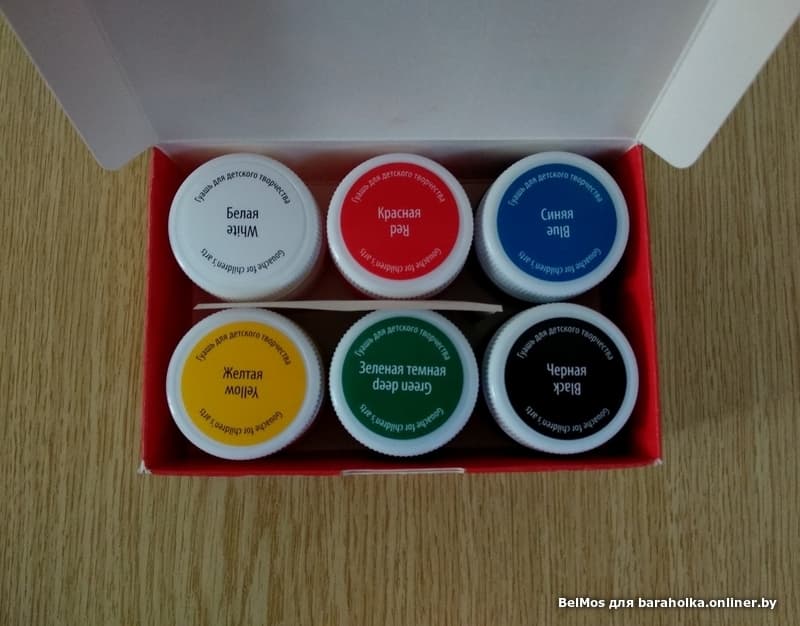 Гуашь для детского творчества
Белая
White
Gouache for children's arts
Гуашь для детского творчества
Красная
Red
Gouache for children's arts
Гуашь для детского творчества
Синяя
Blue
Gouache for children's arts
Гуашь для детского творчества
Желтая
Yellow
Gouache for children's arts
Гуашь для детского творчества
Зеленая темная
Green deep
Gouache for children's arts
Гуашь для детского творчества
Черная
Black
Gouache for children's arts
BelMos для baraholka.onliner.by